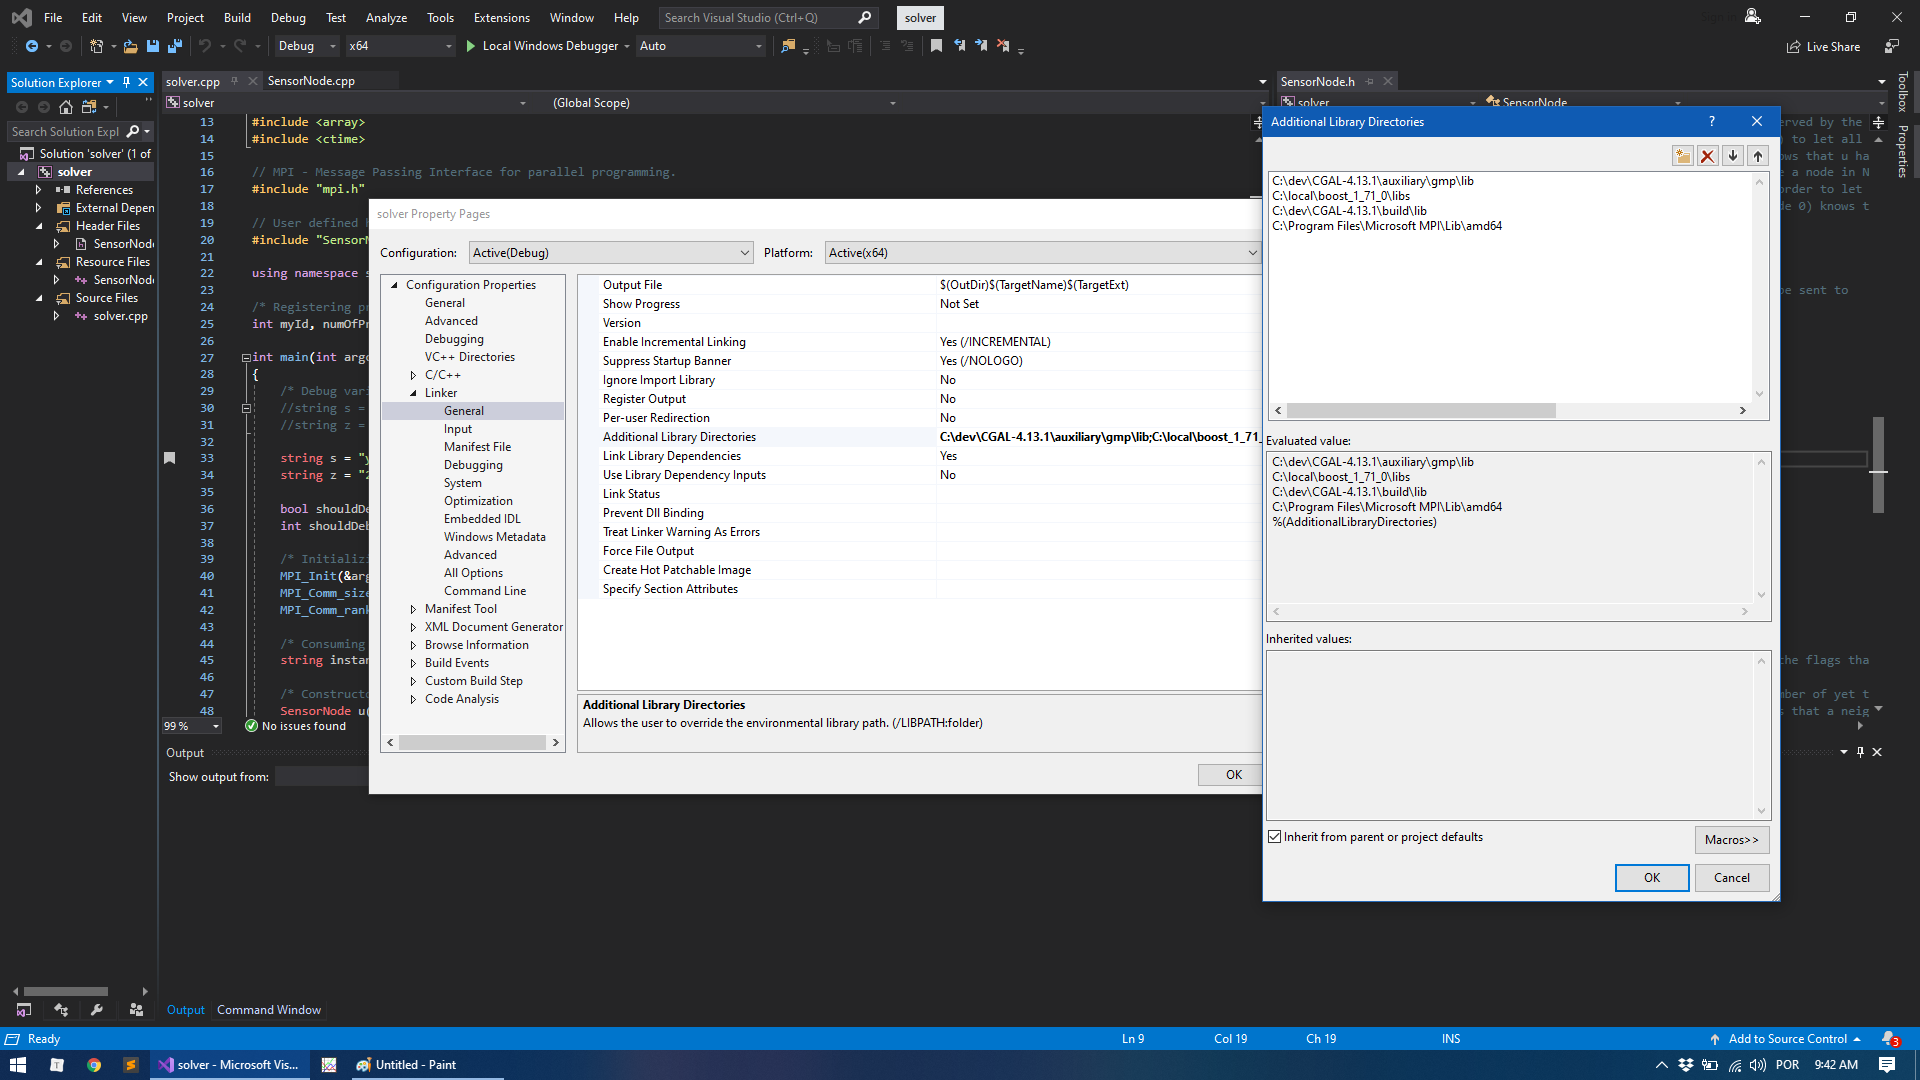 File Edit View Project Build Debug Test Analyze Tools Extensions Window Help Search Visual Studio (Ctrl+Q) solver
Debug x64 Local Windows Debugger Auto Live Share
Solution Explorer
Search Solution Expl
Solution 'solver' (1 of
solver
References
External Depen
Header Files
SensorNode
Resource Files
SensorNode
Source Files
solver.cpp
solver.cpp SensorNode.cpp
solver (Global Scope)
13 #include <array>
14 #include <ctime>
15
16 // MPI - Message Passing Interface for parallel programming.
17 #include "mpi.h"
18
19 // User defined h
20 #include "SensorN
21
22 using namespace s
23
24 /* Registering pr
25 int myId, numOfPr
26
27 int main(int argc
28 {
29 /* Debug vari
30 //string s =
31 //string z =
32
33 string s = "y
34 string z = "2
35
36 bool shouldDe
37 int shouldDeb
38
39 /* Initializi
40 MPI_Init(&arg
41 MPI_Comm_size
42 MPI_Comm_rank
43
44 /* Consuming
45 string instan
46
47 /* Constructo
48 SensorNode u(
99 % No issues found
Output
Show output from:
Output Command Window
SensorNode.h
solver SensorNode
erved by the
to let all
ows that u ha
e a node in N
order to let
de 0) knows t
be sent to
the flags tha
mber of yet t
s that a neig
Toolbox
Properties
solver Property Pages
Configuration: Active(Debug) Platform: Active(x64)
Configuration Properties
General
Advanced
Debugging
VC++ Directories
C/C++
Linker
General
Input
Manifest File
Debugging
System
Optimization
Embedded IDL
Windows Metadata
Advanced
All Options
Command Line
Manifest Tool
XML Document Generator
Browse Information
Build Events
Custom Build Step
Code Analysis
Output File $(OutDir)$(TargetName)$(TargetExt)
Show Progress Not Set
Version
Enable Incremental Linking Yes (/INCREMENTAL)
Suppress Startup Banner Yes (/NOLOGO)
Ignore Import Library No
Register Output No
Per-user Redirection No
Additional Library Directories C:\dev\CGAL-4.13.1\auxiliary\gmp\lib;C:\local\boost_1_71_
Link Library Dependencies Yes
Use Library Dependency Inputs No
Link Status
Prevent Dll Binding
Treat Linker Warning As Errors
Force File Output
Create Hot Patchable Image
Specify Section Attributes
Additional Library Directories
Allows the user to override the environmental library path. (/LIBPATH:folder)
OK
Additional Library Directories ?
C:\dev\CGAL-4.13.1\auxiliary\gmp\lib
C:\local\boost_1_71_0\libs
C:\dev\CGAL-4.13.1\build\lib
C:\Program Files\Microsoft MPI\Lib\amd64
Evaluated value:
C:\dev\CGAL-4.13.1\auxiliary\gmp\lib
C:\local\boost_1_71_0\libs
C:\dev\CGAL-4.13.1\build\lib
C:\Program Files\Microsoft MPI\Lib\amd64
%(AdditionalLibraryDirectories)
Inherited values:
Inherit from parent or project defaults
Macros>>
OK Cancel
Ready Ln 9 Col 19 Ch 19 INS Add to Source Control 3
solver - Microsoft Vis... Untitled - Paint POR 9:42 AM